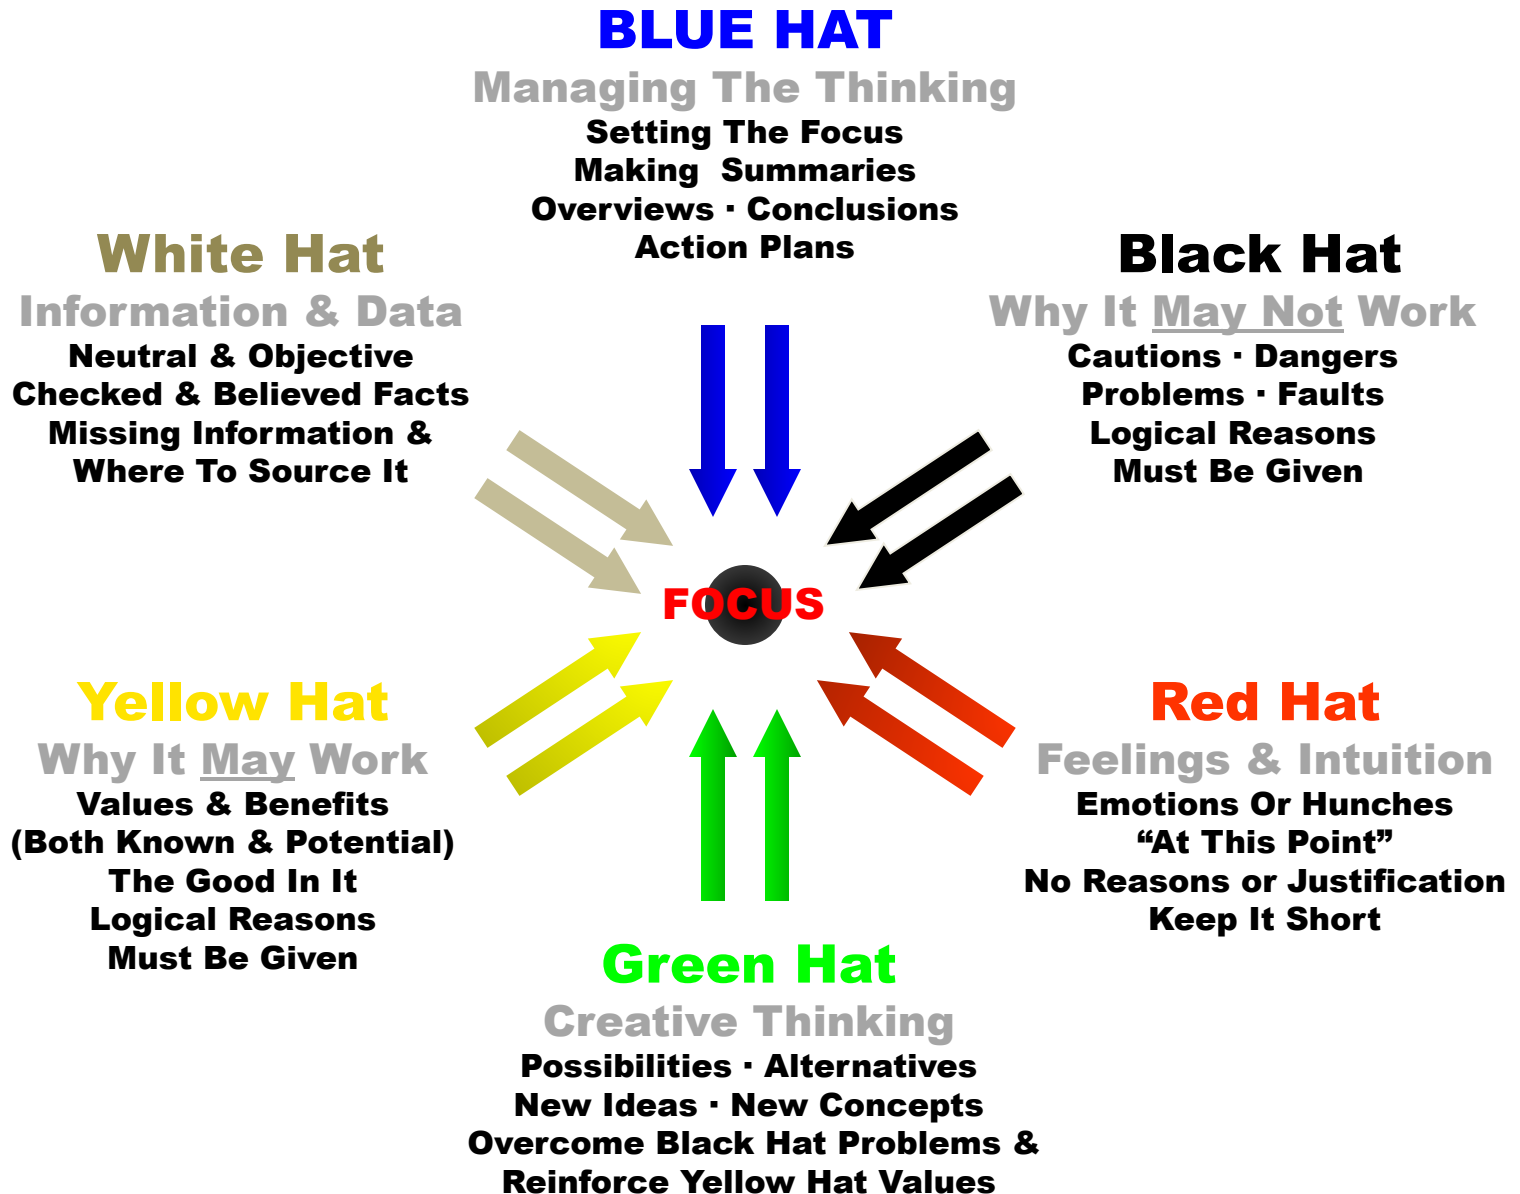 BLUE HAT
Managing The Thinking
Setting The Focus
Making Summaries
Overviews · Conclusions
Action Plans
White Hat
Information & Data
Neutral & Objective
Checked & Believed Facts
Missing Information &
Where To Source It
Black Hat
Why It May Not Work
Cautions · Dangers
Problems · Faults
Logical Reasons
Must Be Given
FOCUS
Yellow Hat
Why It May Work
Values & Benefits
(Both Known & Potential)
The Good In It
Logical Reasons
Must Be Given
Red Hat
Feelings & Intuition
Emotions Or Hunches
“At This Point”
No Reasons or Justification
Keep It Short
Green Hat
Creative Thinking
Possibilities · Alternatives
New Ideas · New Concepts
Overcome Black Hat Problems &
Reinforce Yellow Hat Values